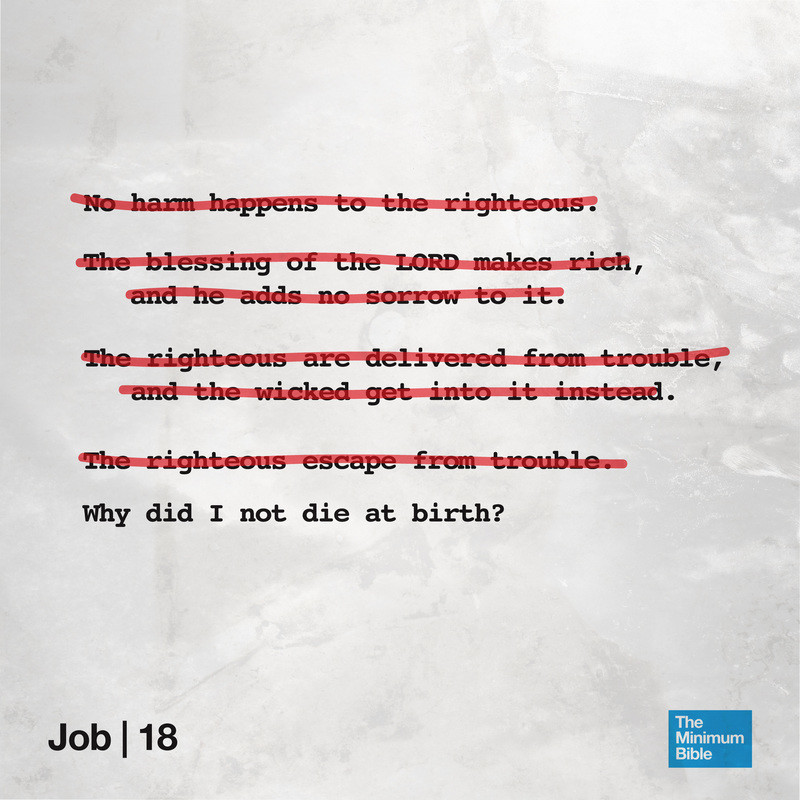 No harm happens to the righteous.
The blessing of the LORD makes rich,
and he adds no sorrow to it.
The righteous are delivered from trouble,
and the wicked get into it instead.
The righteous escape from trouble.
Why did I not die at birth?
Job | 18
The
Minimum
Bible